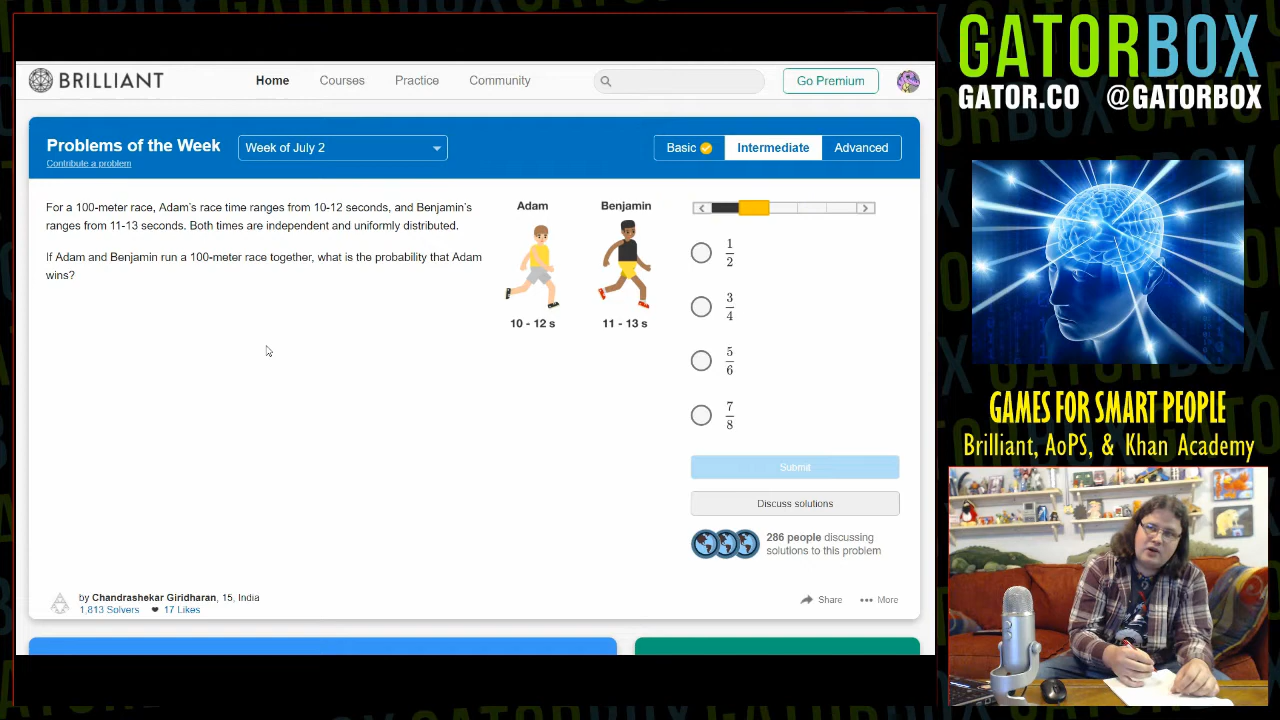 BRILLIANT
Home
Courses
Practice
Community
Go Premium
GATORBOX
GATOR.CO @GATORBOX
Problems of the Week
Week of July 2
Contribute a problem
Basic
Intermediate
Advanced
For a 100-meter race, Adam's race time ranges from 10-12 seconds, and Benjamin's
ranges from 11-13 seconds. Both times are independent and uniformly distributed.
If Adam and Benjamin run a 100-meter race together, what is the probability that Adam
wins?
Adam
Benjamin
10 - 12 s
11 - 13 s
1
2
3
4
5
6
7
8
Submit
Discuss solutions
286 people discussing
solutions to this problem
by Chandrashekar Giridharan, 15, India
1,813 Solvers
17 Likes
Share
More
GAMES FOR SMART PEOPLE
Brilliant, AoPS, & Khan Academy